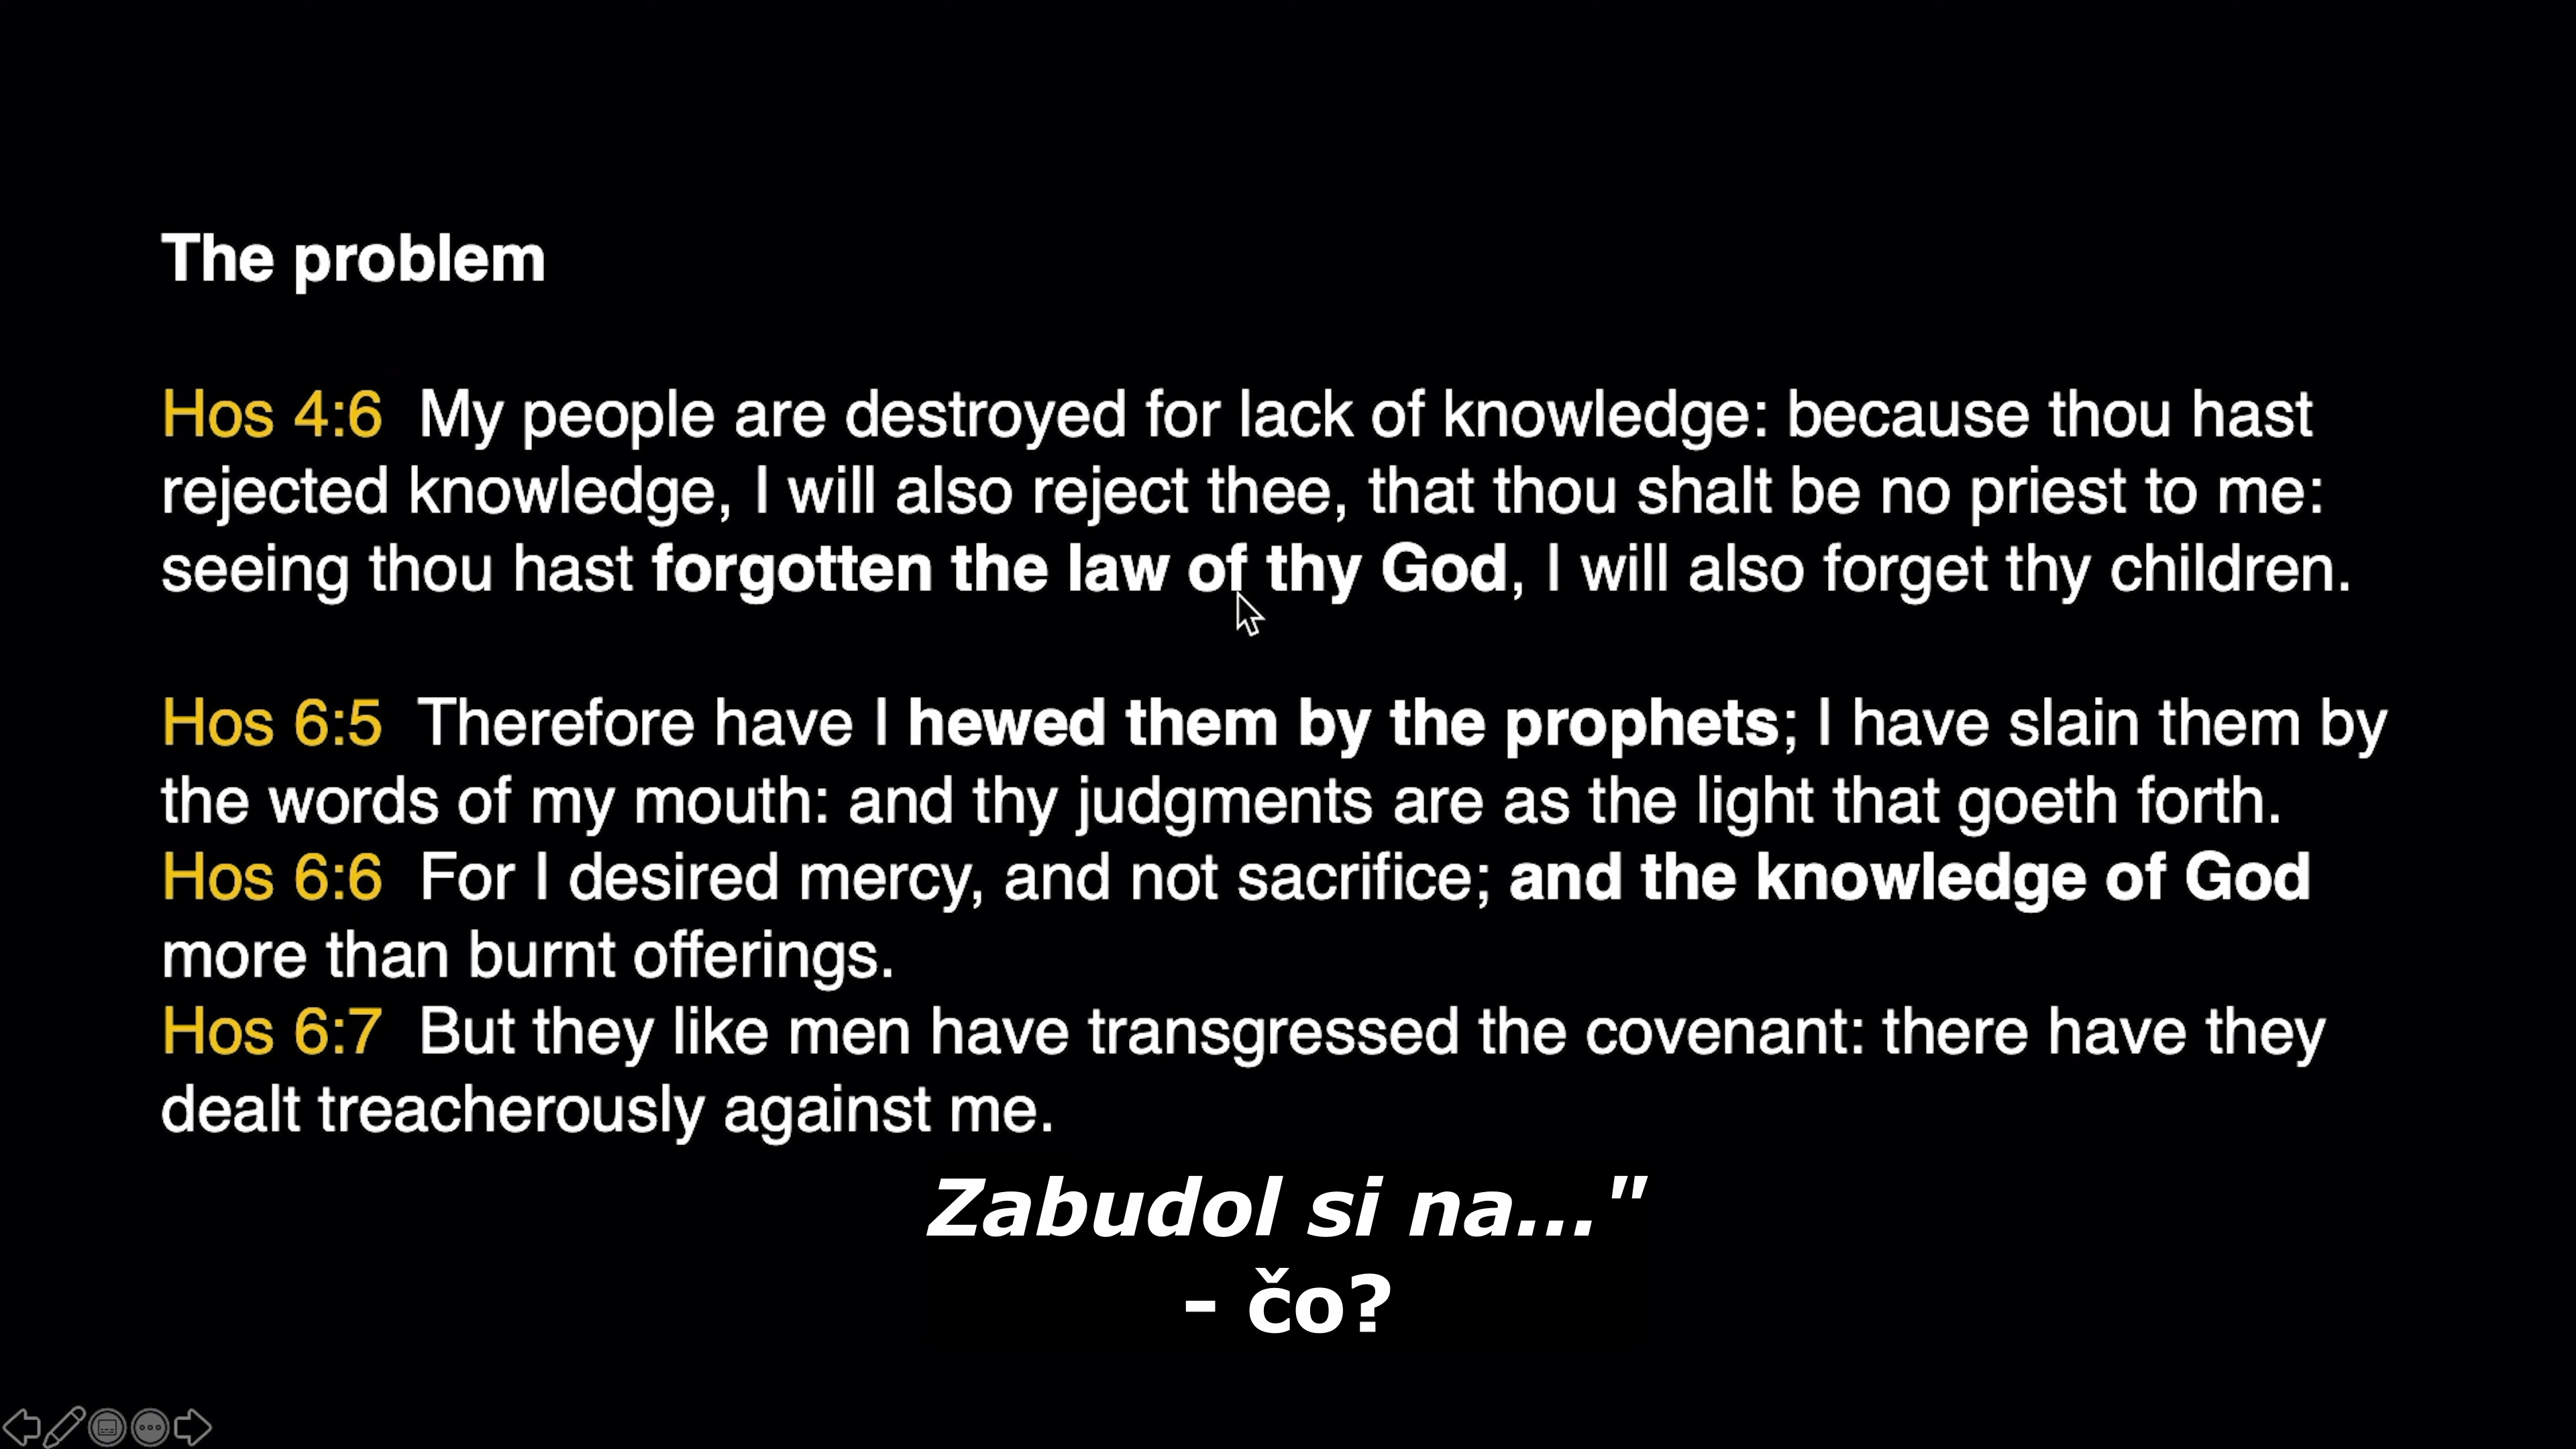 The problem
Hos 4:6 My people are destroyed for lack of knowledge: because thou hast
rejected knowledge, I will also reject thee, that thou shalt be no priest to me:
seeing thou hast forgotten the law of thy God, I will also forget thy children.
Hos 6:5 Therefore have I hewed them by the prophets; I have slain them by
the words of my mouth: and thy judgments are as the light that goeth forth.
Hos 6:6 For I desired mercy, and not sacrifice; and the knowledge of God
more than burnt offerings.
Hos 6:7 But they like men have transgressed the covenant: there have they
dealt treacherously against me.
Zabudol si na..."
- čo?